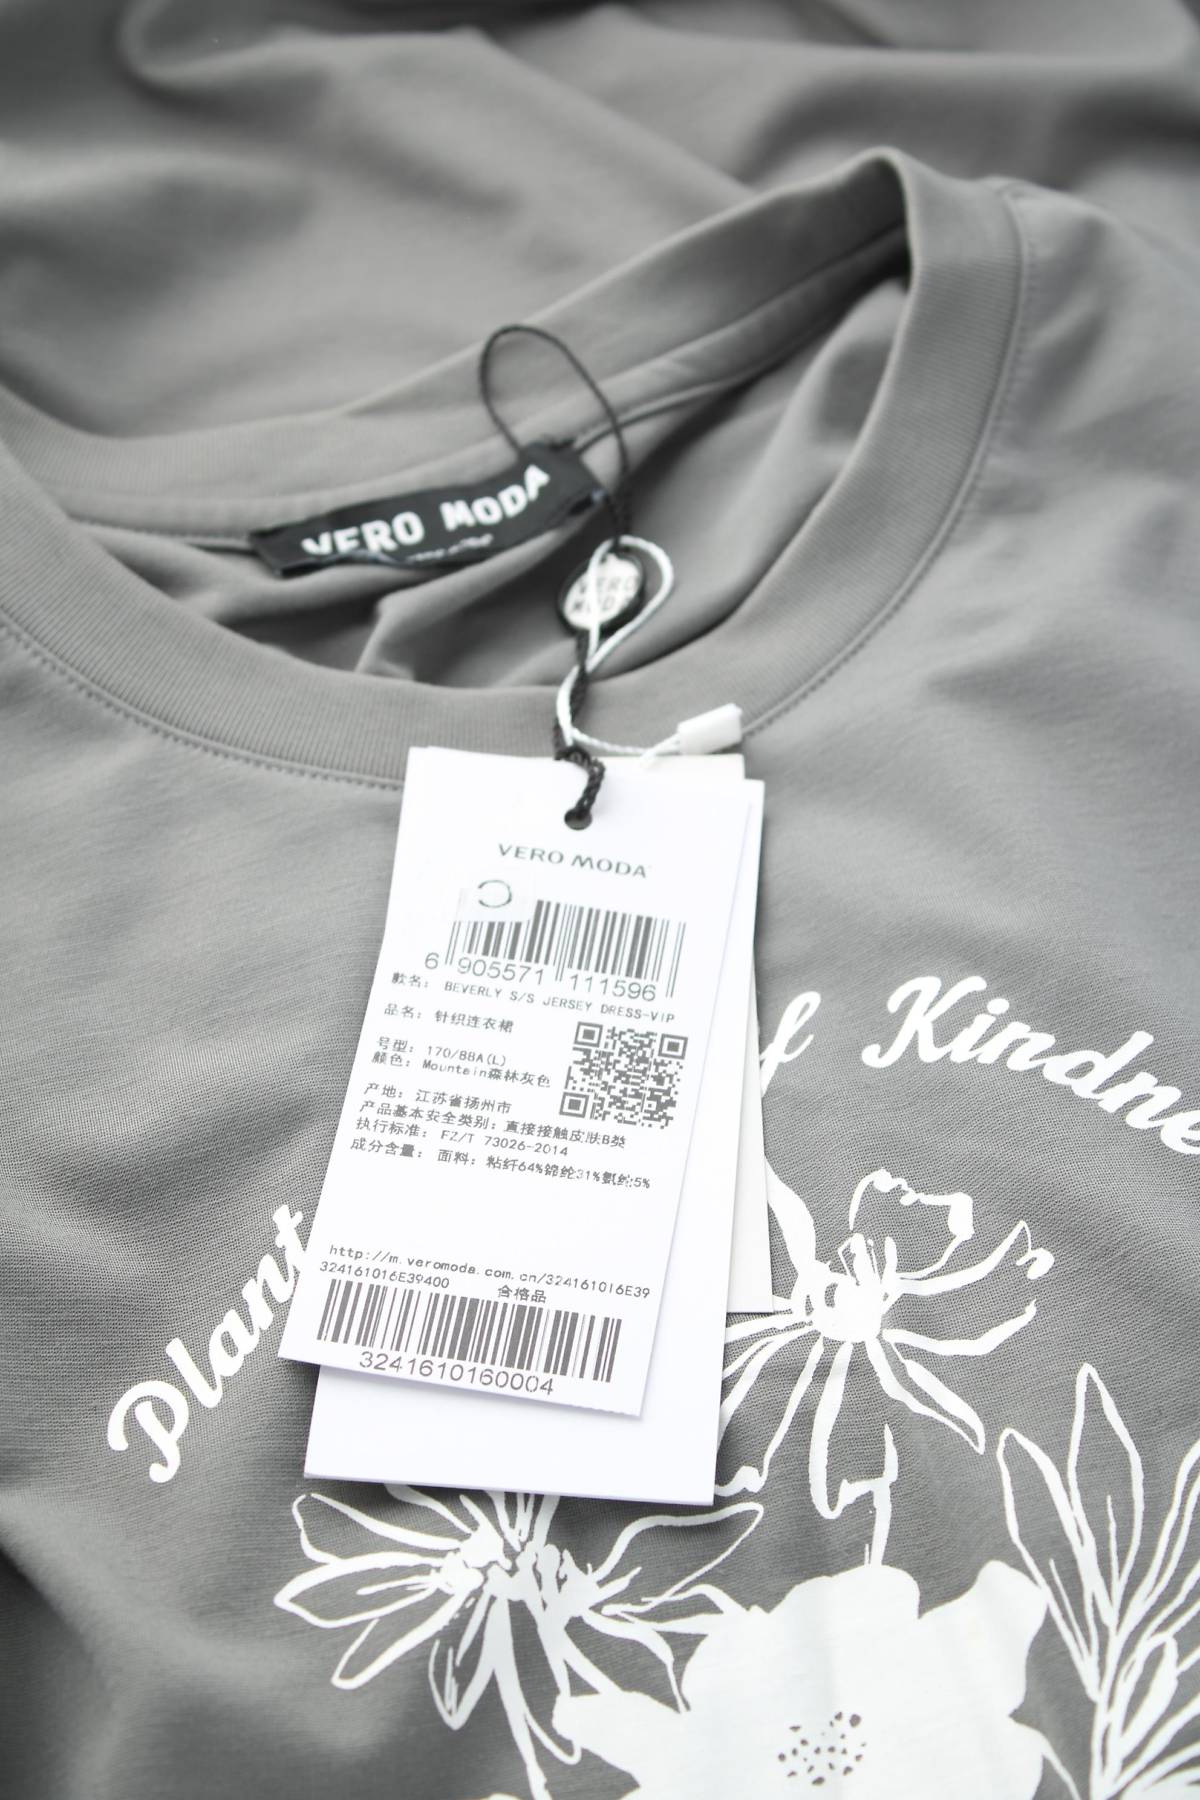 VERO MODA
VERO
MODA
VERO MODA
6 905571 111596
款名: BEVERLY S/S JERSEY DRESS-VIP
品名: 针织连衣裙
号型: 170/88A(L)
颜色: Mountain森林灰色
产地: 江苏省扬州市
产品基本安全类别: 直接接触皮肤B类
执行标准: FZ/T 73026-2014
成分含量: 面料: 粘纤64%锦纶31%氨纶5%
http://m.veromoda.com.cn/324161016E39
324161016E39400
合格品
3241610160004
Plant
of Kindne